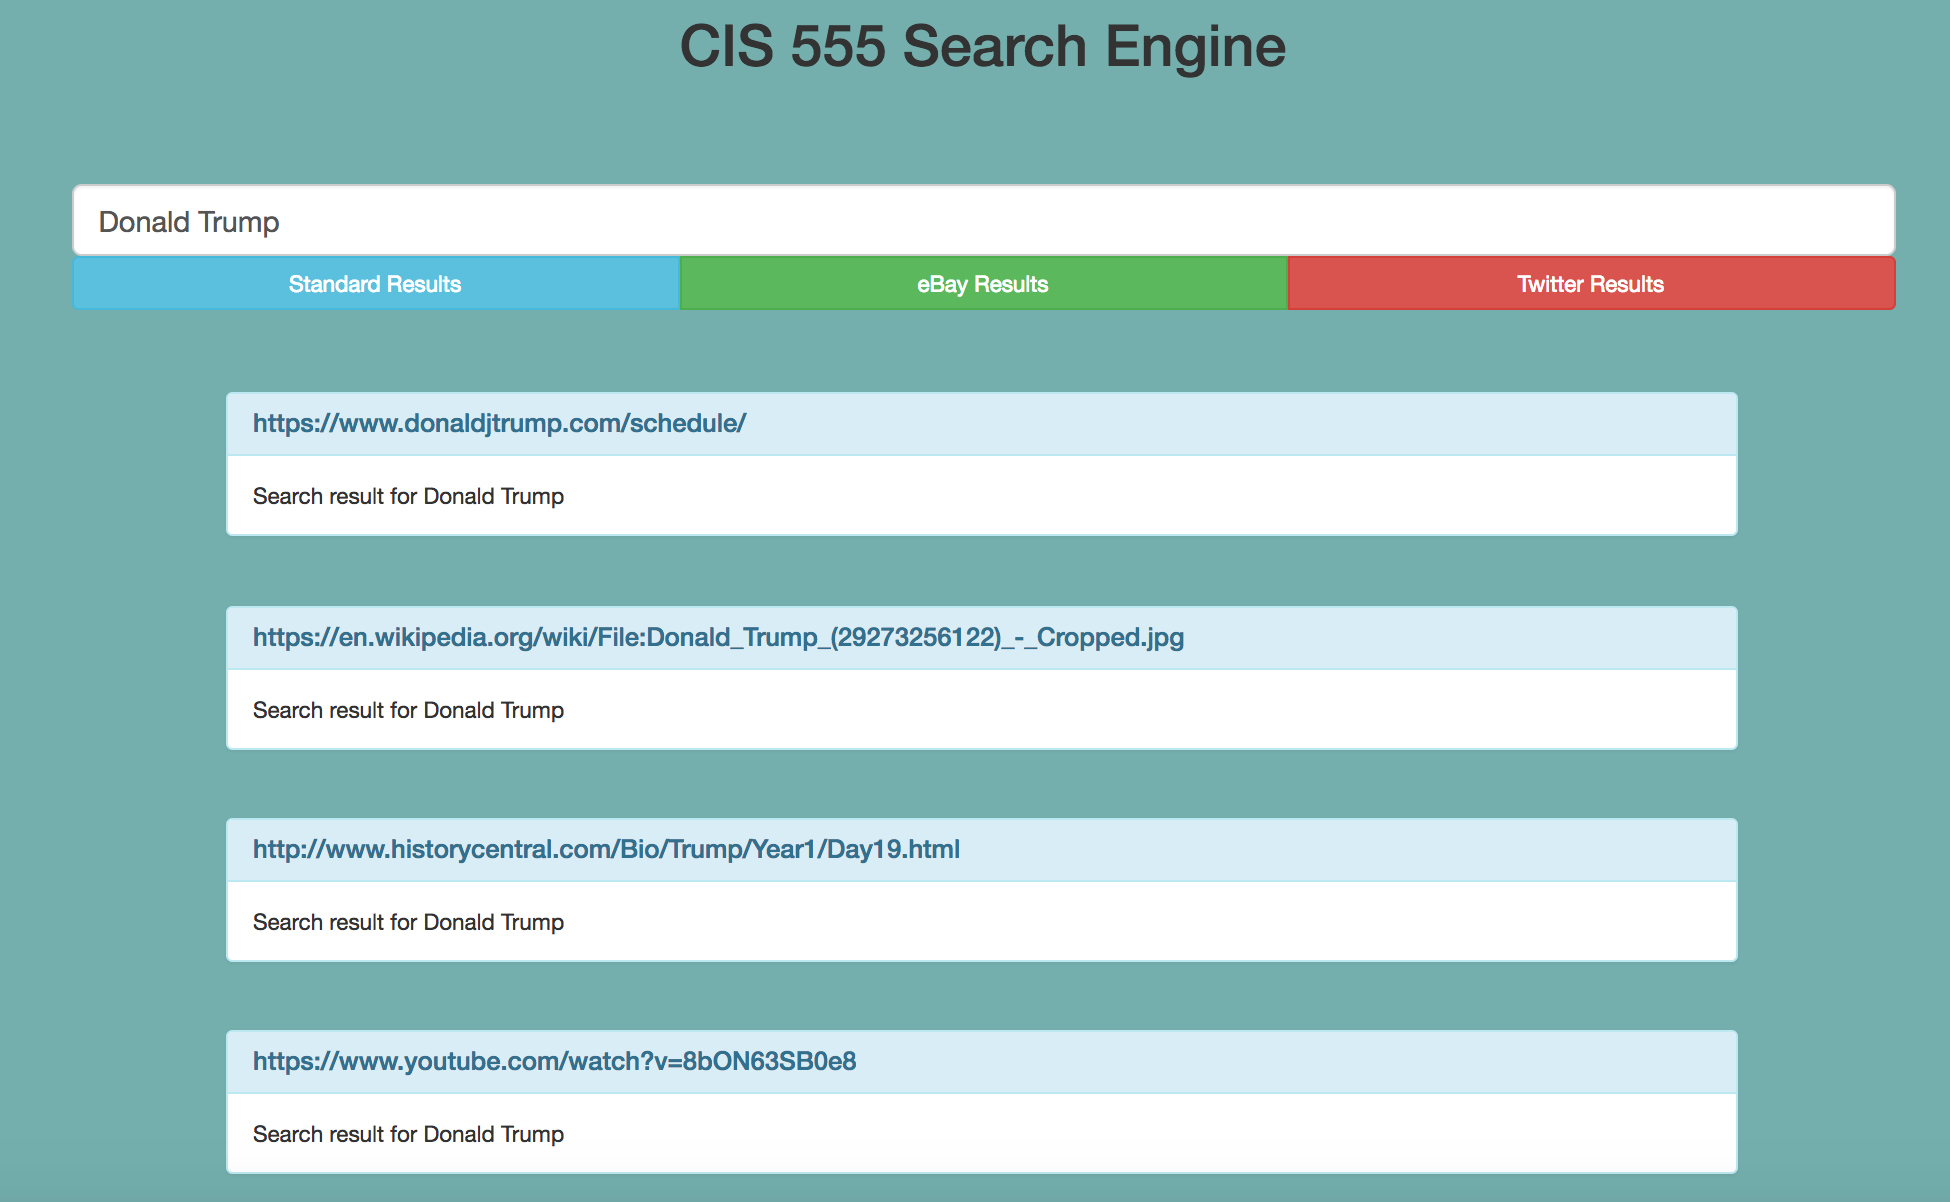 CIS 555 Search Engine
Donald Trump
Standard Results
eBay Results
Twitter Results
https://www.donaldjtrump.com/schedule/
Search result for Donald Trump
https://en.wikipedia.org/wiki/File:Donald_Trump_(29273256122)_-_Cropped.jpg
Search result for Donald Trump
http://www.historycentral.com/Bio/Trump/Year1/Day19.html
Search result for Donald Trump
https://www.youtube.com/watch?v=8bON63SB0e8
Search result for Donald Trump